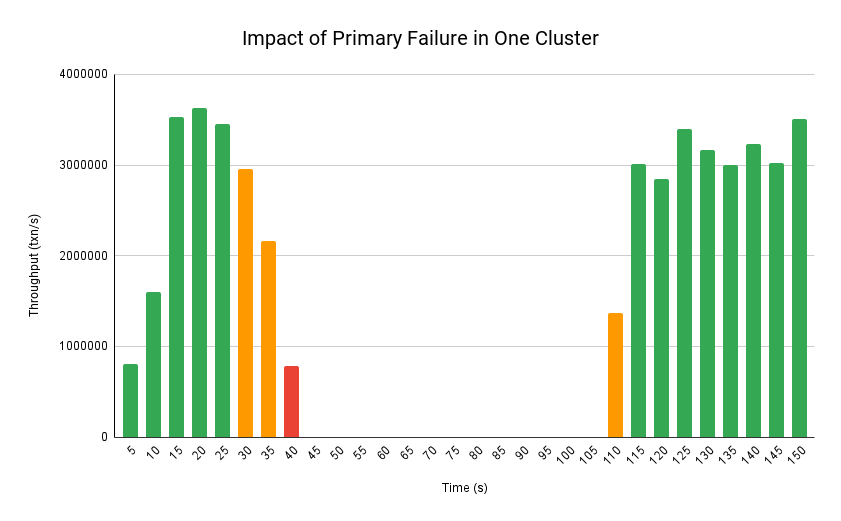 Impact of Primary Failure in One Cluster
Throughput (txn/s)
4000000
3000000
2000000
1000000
0
5 10 15 20 25 30 35 40 45 50 55 60 65 70 75 80 85 90 95 100 105 110 115 120 125 130 135 140 145 150
Time (s)